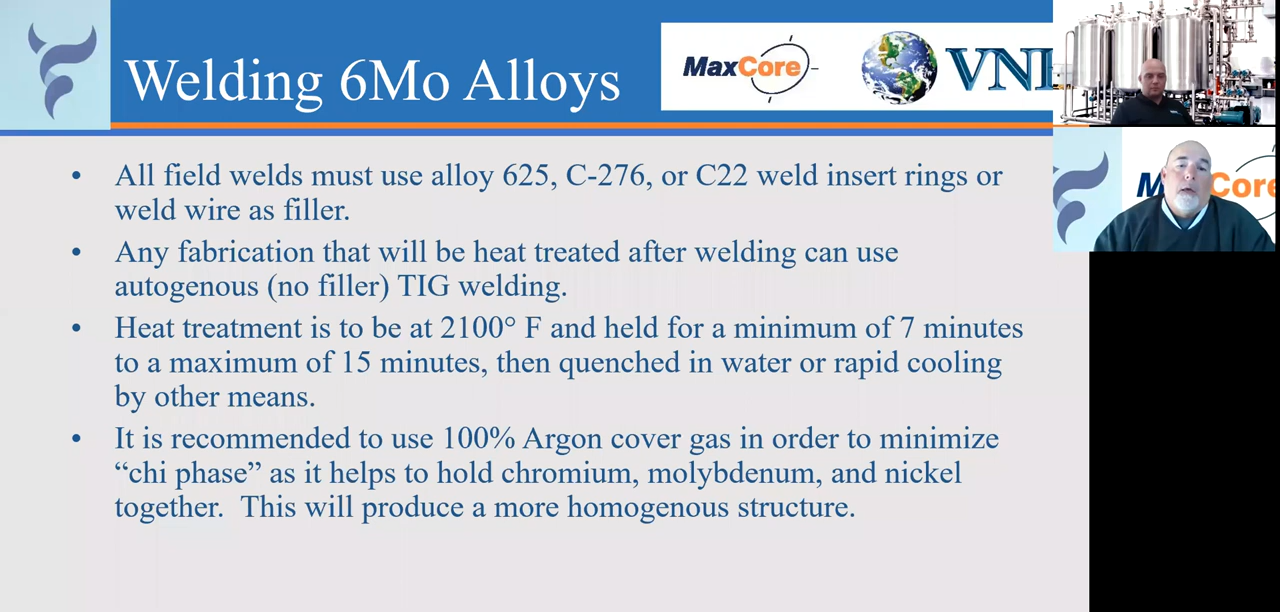 Welding 6Mo Alloys
MaxCore
• All field welds must use alloy 625, C-276, or C22 weld insert rings or
weld wire as filler.
• Any fabrication that will be heat treated after welding can use
autogenous (no filler) TIG welding.
• Heat treatment is to be at 2100° F and held for a minimum of 7 minutes
to a maximum of 15 minutes, then quenched in water or rapid cooling
by other means.
• It is recommended to use 100% Argon cover gas in order to minimize
“chi phase” as it helps to hold chromium, molybdenum, and nickel
together.  This will produce a more homogenous structure.